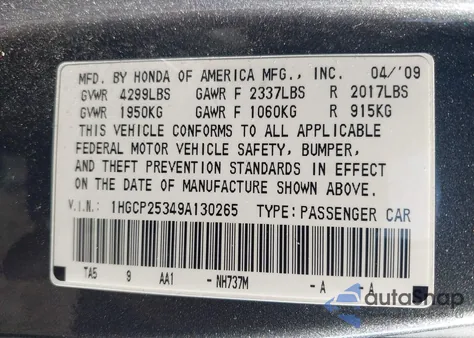 MFD. BY HONDA OF AMERICA MFG., INC. 04/'09
GVWR 4299LBS GAWR F 2337LBS R 2017LBS
GVWR 1950KG GAWR F 1060KG R 915KG
THIS VEHICLE CONFORMS TO ALL APPLICABLE
FEDERAL MOTOR VEHICLE SAFETY, BUMPER,
AND THEFT PREVENTION STANDARDS IN EFFECT
ON THE DATE OF MANUFACTURE SHOWN ABOVE.
V.I.N.: 1HGCP25349A130265 TYPE: PASSENGER CAR
TA5 9 AA1 -NH737M -A -A
autoSnap